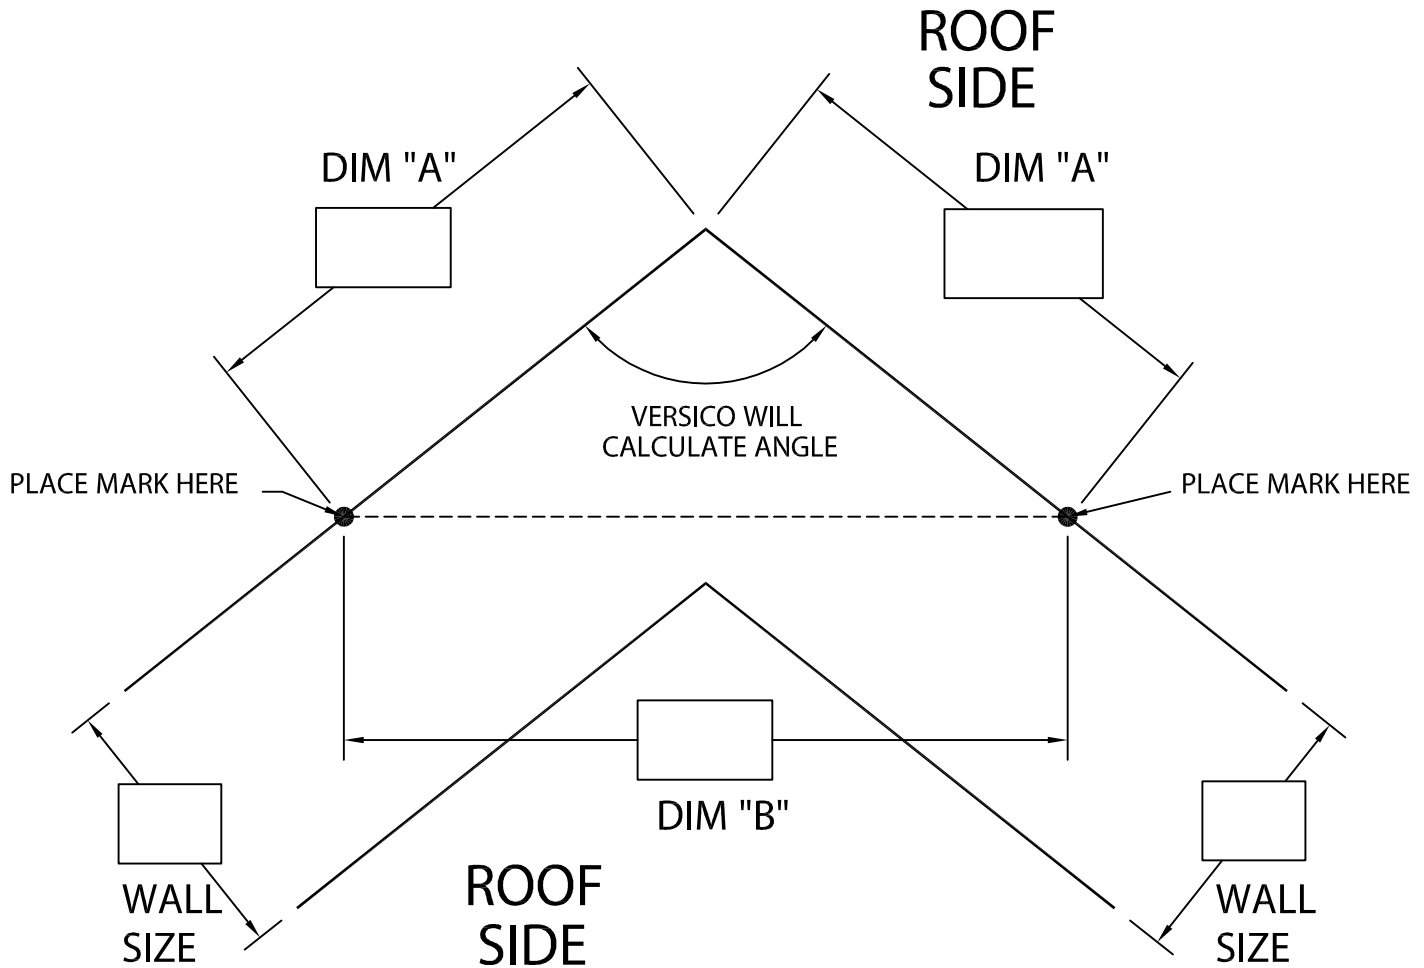 ROOF
SIDE
DIM "A"
DIM "A"
VERSICO WILL
CALCULATE ANGLE
PLACE MARK HERE
PLACE MARK HERE
DIM "B"
ROOF
SIDE
WALL
SIZE
WALL
SIZE